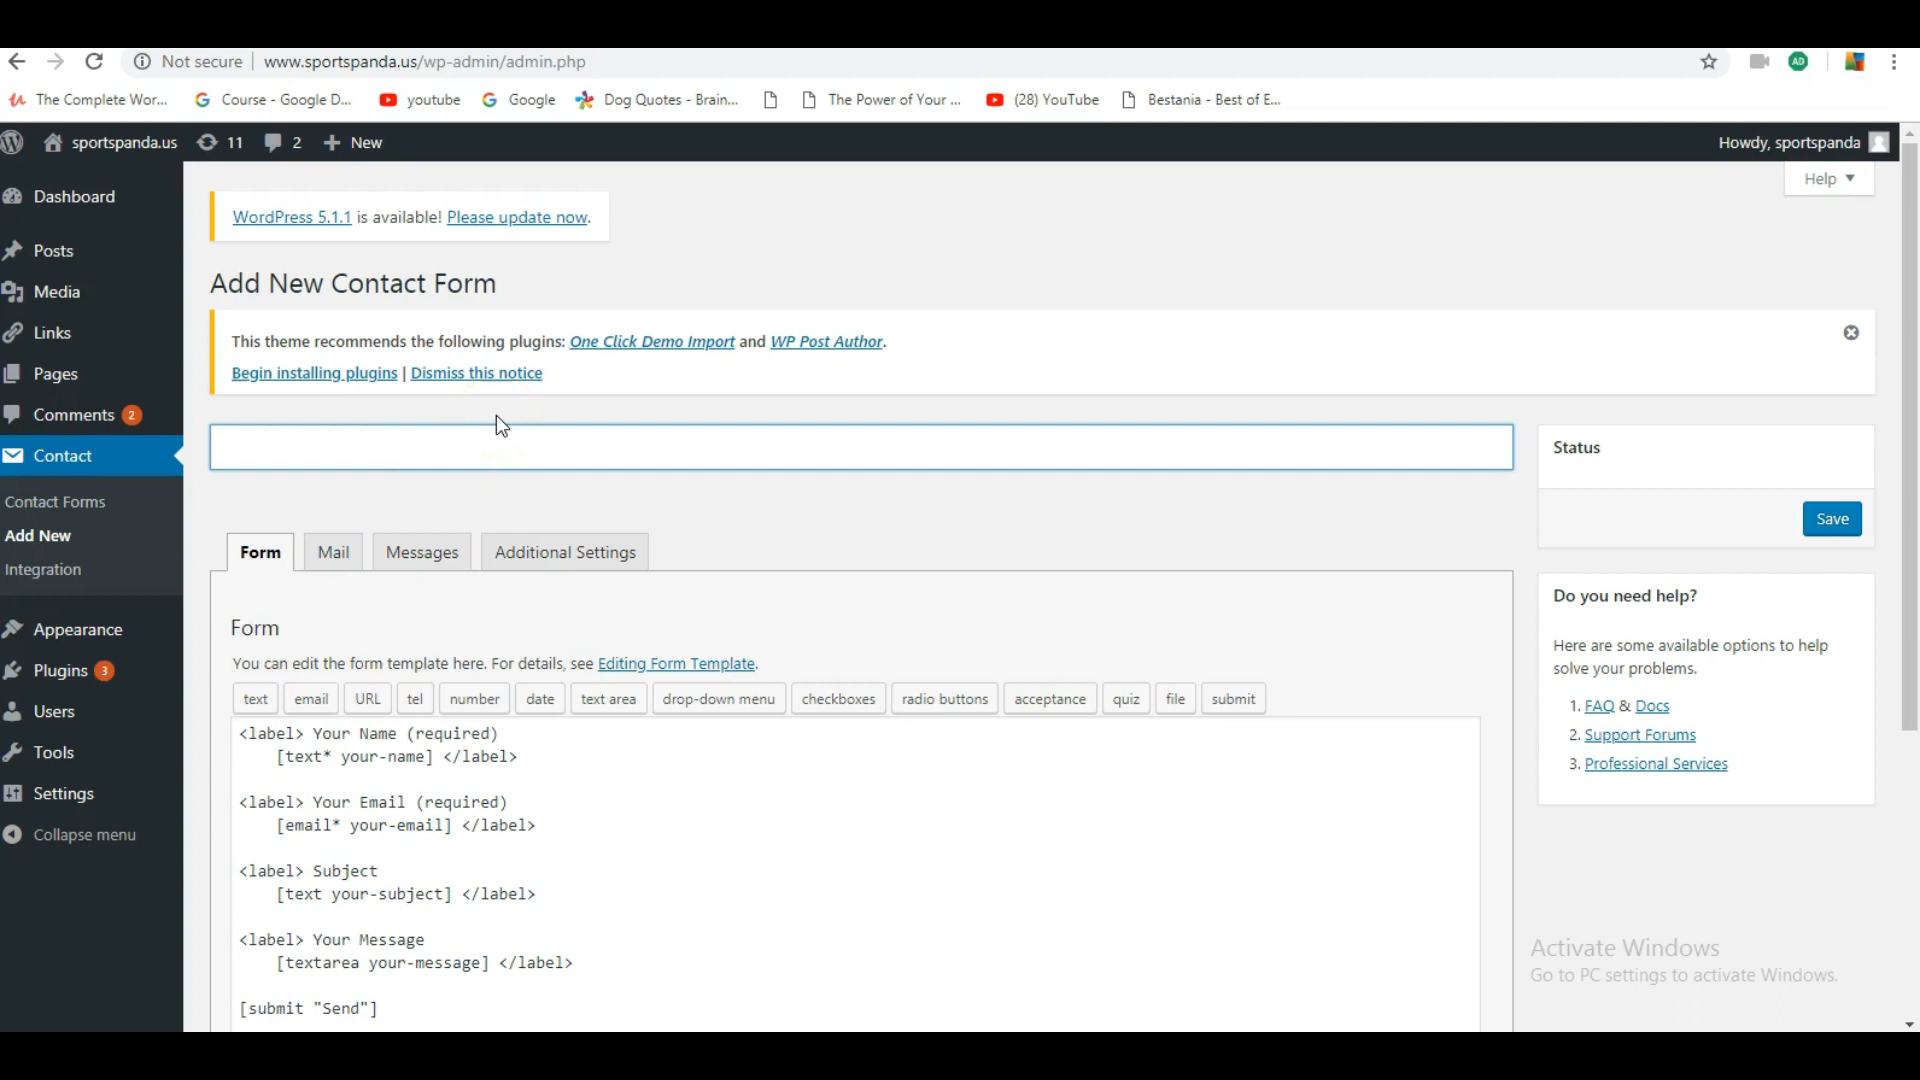 Not secure | www.sportspanda.us/wp-admin/admin.php
The Complete Wor... Course - Google D... youtube Google Dog Quotes - Brain... The Power of Your ... (28) YouTube Bestania - Best of E...
sportspanda.us 11 2 + New Howdy, sportspanda
Help
Dashboard
Posts
Media
Links
Pages
Comments 2
Contact
Contact Forms
Add New
Integration
Appearance
Plugins 3
Users
Tools
Settings
Collapse menu
WordPress 5.1.1 is available! Please update now.
Add New Contact Form
This theme recommends the following plugins: One Click Demo Import and WP Post Author.
Begin installing plugins | Dismiss this notice
Form Mail Messages Additional Settings
Form
You can edit the form template here. For details, see Editing Form Template.
text email URL tel number date text area drop-down menu checkboxes radio buttons acceptance quiz file submit
<label> Your Name (required)
[text* your-name] </label>
<label> Your Email (required)
[email* your-email] </label>
<label> Subject
[text your-subject] </label>
<label> Your Message
[textarea your-message] </label>
[submit "Send"]
Status
Save
Do you need help?
Here are some available options to help
solve your problems.
1. FAQ & Docs
2. Support Forums
3. Professional Services
Activate Windows
Go to PC settings to activate Windows.